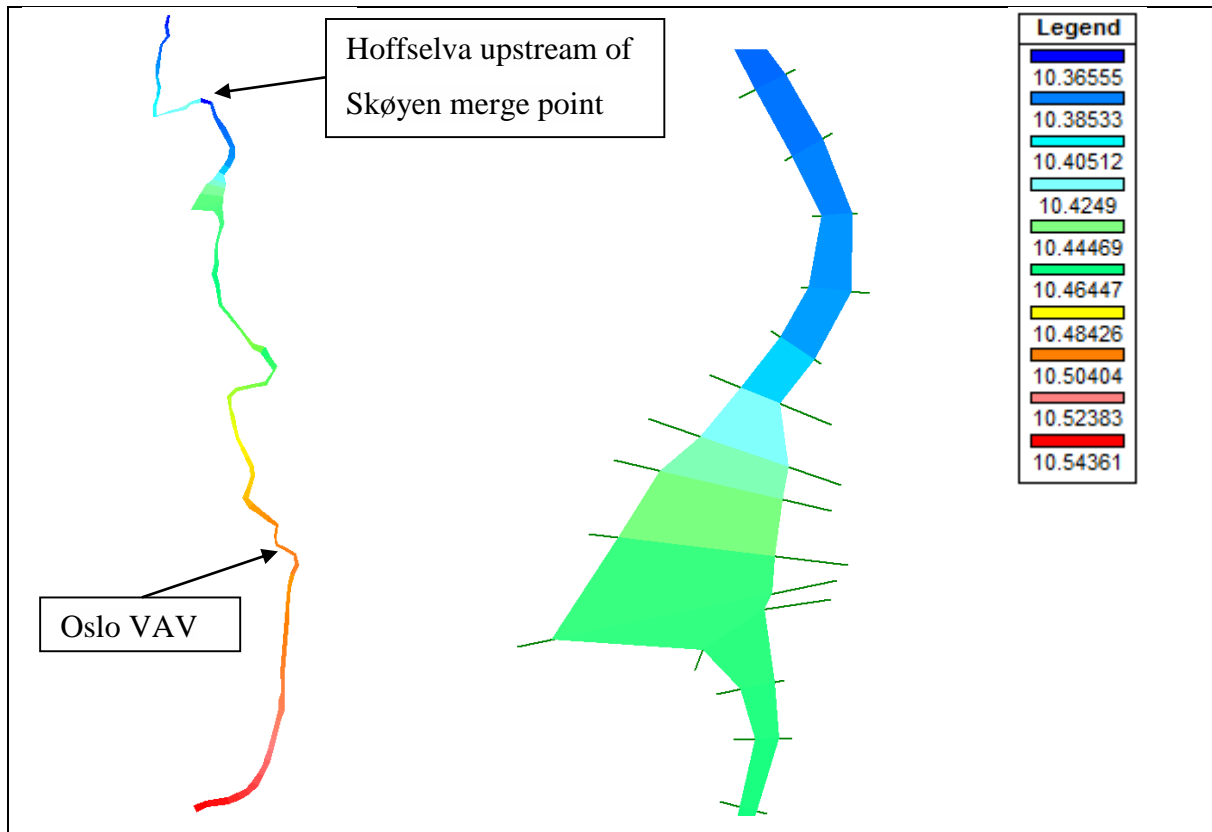 Hoffselva upstream of
Skøyen merge point
Oslo VAV
Legend
10.36555
10.38533
10.40512
10.4249
10.44469
10.46447
10.48426
10.50404
10.52383
10.54361